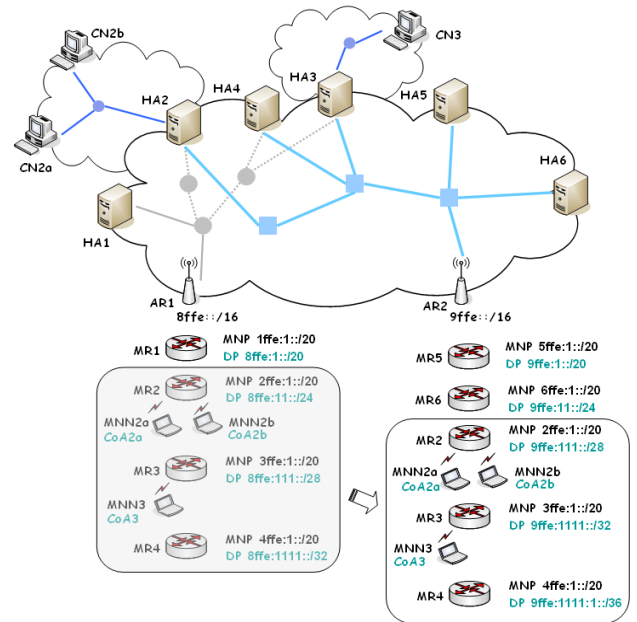 CN2b
CN3
HA3
HA2
HA4
HA5
CN2a
HA6
HA1
AR1
8ffe::/16
AR2
9ffe::/16
MR1
MNP 1ffe:1::/20
DP 8ffe:1::/20
MR2
MNP 2ffe:1::/20
DP 8ffe:11::/24
MNN2a
CoA2a
MNN2b
CoA2b
MR3
MNP 3ffe:1::/20
DP 8ffe:111::/28
MNN3
CoA3
MR4
MNP 4ffe:1::/20
DP 8ffe:1111::/32
MR5
MNP 5ffe:1::/20
DP 9ffe:1::/20
MR6
MNP 6ffe:1::/20
DP 9ffe:11::/24
MR2
MNP 2ffe:1::/20
DP 9ffe:111::/28
MNN2a
CoA2a
MNN2b
CoA2b
MR3
MNP 3ffe:1::/20
DP 9ffe:1111::/32
MNN3
CoA3
MR4
MNP 4ffe:1::/20
DP 9ffe:1111:1::/36